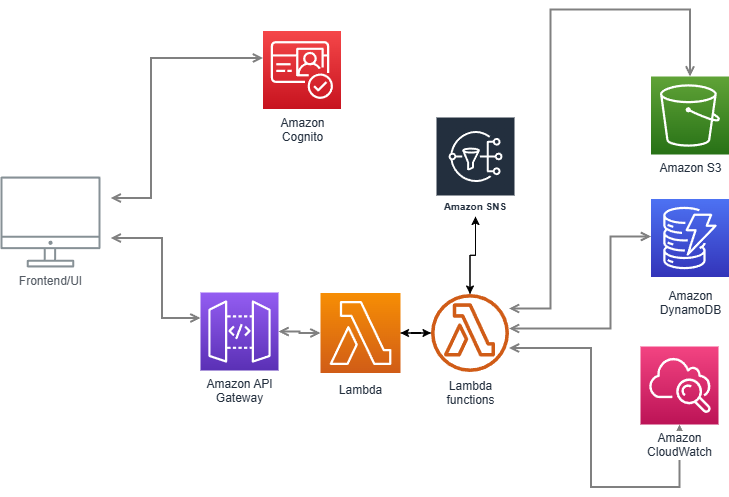 Amazon
Cognito
Amazon S3
Amazon SNS
Frontend/UI
Amazon
DynamoDB
</>
Amazon API
Gateway
Lambda
Lambda
functions
Amazon
CloudWatch